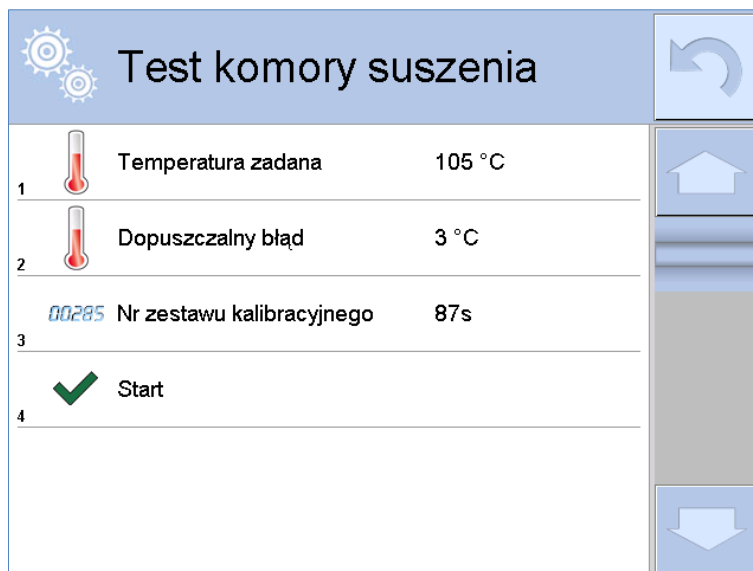 Test komory suszenia
1 Temperatura zadana 105 °C
2 Dopuszczalny błąd 3 °C
3 00285 Nr zestawu kalibracyjnego 87s
4 Start